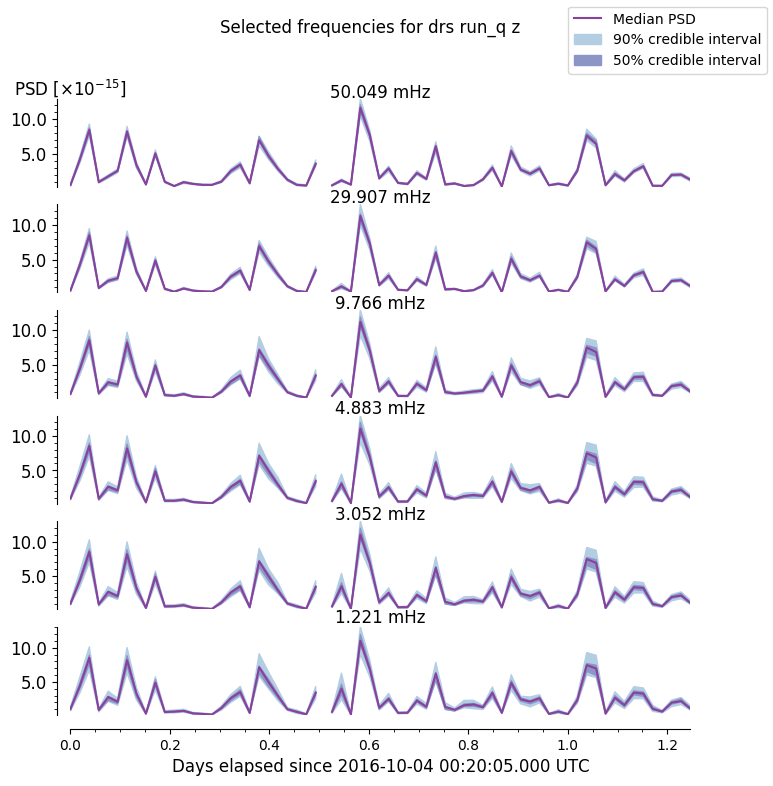 Selected frequencies for drs run_q z
Median PSD
90% credible interval
50% credible interval
PSD [×10⁻¹⁵]
50.049 mHz
10.0
5.0
29.907 mHz
10.0
5.0
9.766 mHz
10.0
5.0
4.883 mHz
10.0
5.0
3.052 mHz
10.0
5.0
1.221 mHz
10.0
5.0
0.0 0.2 0.4 0.6 0.8 1.0 1.2
Days elapsed since 2016-10-04 00:20:05.000 UTC